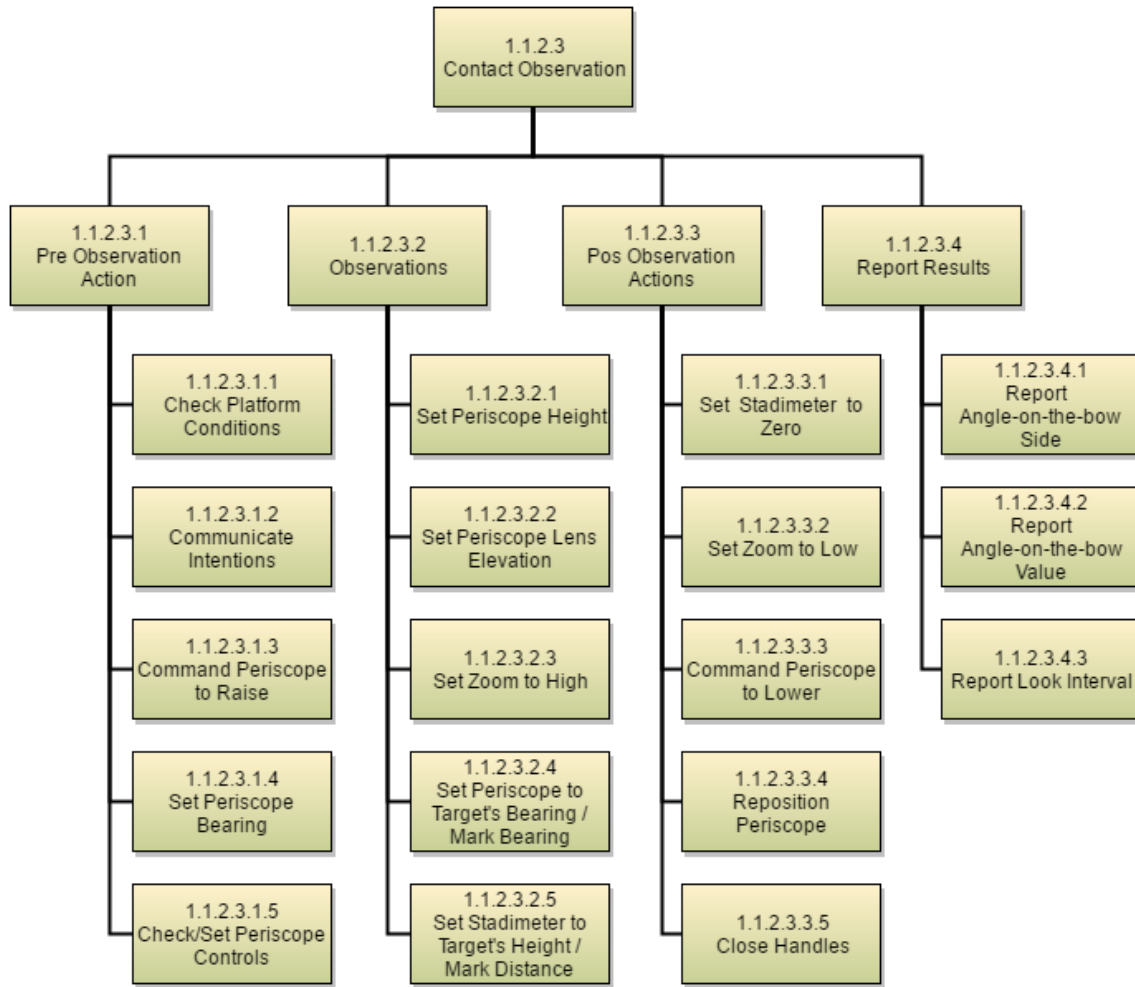 1.1.2.3
Contact Observation
1.1.2.3.1
Pre Observation
Action
1.1.2.3.2
Observations
1.1.2.3.3
Pos Observation
Actions
1.1.2.3.4
Report Results
1.1.2.3.1.1
Check Platform
Conditions
1.1.2.3.1.2
Communicate
Intentions
1.1.2.3.1.3
Command Periscope
to Raise
1.1.2.3.1.4
Set Periscope
Bearing
1.1.2.3.1.5
Check/Set Periscope
Controls
1.1.2.3.2.1
Set Periscope Height
1.1.2.3.2.2
Set Periscope Lens
Elevation
1.1.2.3.2.3
Set Zoom to High
1.1.2.3.2.4
Set Periscope to
Target's Bearing /
Mark Bearing
1.1.2.3.2.5
Set Stadimeter to
Target's Height /
Mark Distance
1.1.2.3.3.1
Set Stadimeter to
Zero
1.1.2.3.3.2
Set Zoom to Low
1.1.2.3.3.3
Command Periscope
to Lower
1.1.2.3.3.4
Reposition
Periscope
1.1.2.3.3.5
Close Handles
1.1.2.3.4.1
Report
Angle-on-the-bow
Side
1.1.2.3.4.2
Report
Angle-on-the-bow
Value
1.1.2.3.4.3
Report Look Interval